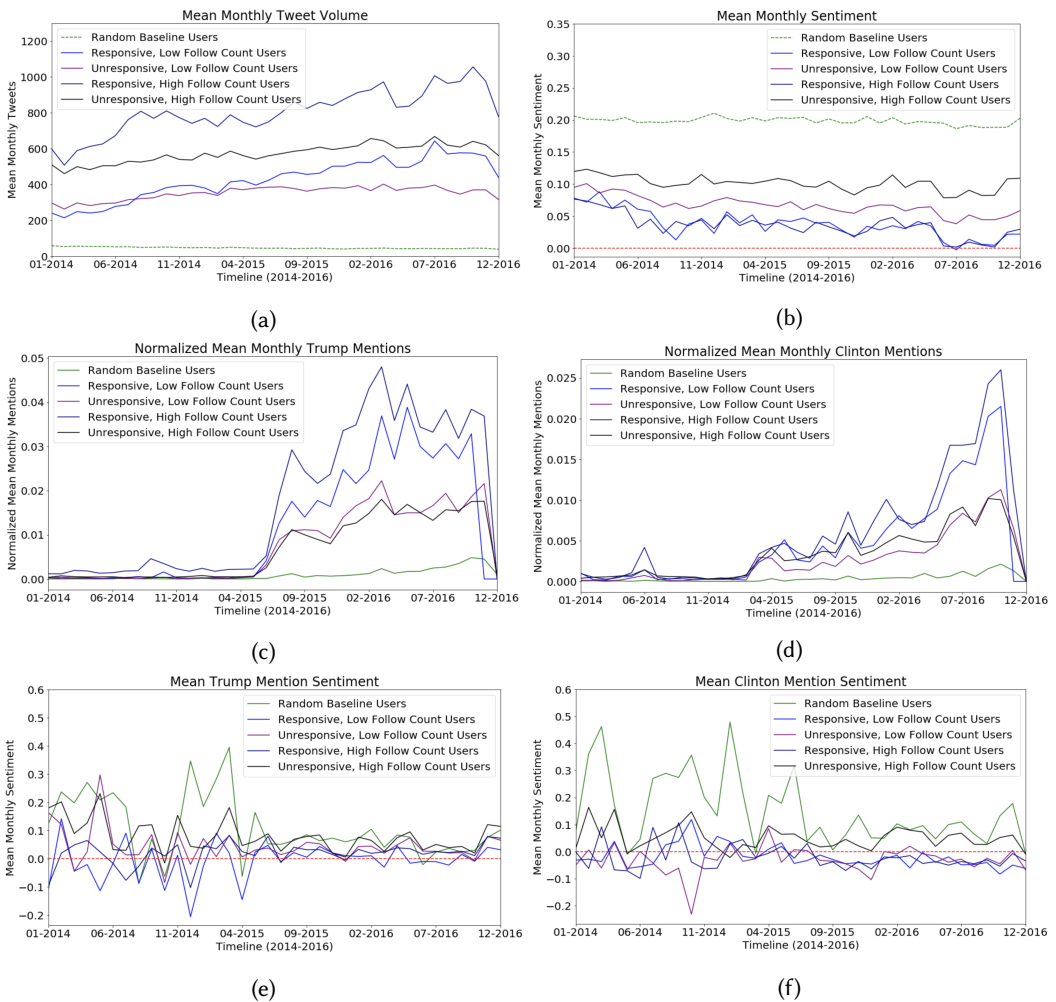 Mean Monthly Tweet Volume
Mean Monthly Tweets
1200
1000
800
600
400
200
0
Random Baseline Users
Responsive, Low Follow Count Users
Unresponsive, Low Follow Count Users
Responsive, High Follow Count Users
Unresponsive, High Follow Count Users
01-2014 06-2014 11-2014 04-2015 09-2015 02-2016 07-2016 12-2016
Timeline (2014-2016)
(a)
Mean Monthly Sentiment
Mean Monthly Sentiment
0.35
0.30
0.25
0.20
0.15
0.10
0.05
0.00
Random Baseline Users
Responsive, Low Follow Count Users
Unresponsive, Low Follow Count Users
Responsive, High Follow Count Users
Unresponsive, High Follow Count Users
01-2014 06-2014 11-2014 04-2015 09-2015 02-2016 07-2016 12-2016
Timeline (2014-2016)
(b)
Normalized Mean Monthly Trump Mentions
Normalized Mean Monthly Mentions
0.05
0.04
0.03
0.02
0.01
0.00
Random Baseline Users
Responsive, Low Follow Count Users
Unresponsive, Low Follow Count Users
Responsive, High Follow Count Users
Unresponsive, High Follow Count Users
01-2014 06-2014 11-2014 04-2015 09-2015 02-2016 07-2016 12-2016
Timeline (2014-2016)
(c)
Normalized Mean Monthly Clinton Mentions
Normalized Mean Monthly Mentions
0.025
0.020
0.015
0.010
0.005
0.000
Random Baseline Users
Responsive, Low Follow Count Users
Unresponsive, Low Follow Count Users
Responsive, High Follow Count Users
Unresponsive, High Follow Count Users
01-2014 06-2014 11-2014 04-2015 09-2015 02-2016 07-2016 12-2016
Timeline (2014-2016)
(d)
Mean Trump Mention Sentiment
Mean Monthly Sentiment
0.6
0.5
0.4
0.3
0.2
0.1
0.0
−0.1
−0.2
Random Baseline Users
Responsive, Low Follow Count Users
Unresponsive, Low Follow Count Users
Responsive, High Follow Count Users
Unresponsive, High Follow Count Users
01-2014 06-2014 11-2014 04-2015 09-2015 02-2016 07-2016 12-2016
Timeline (2014-2016)
(e)
Mean Clinton Mention Sentiment
Mean Monthly Sentiment
0.6
0.5
0.4
0.3
0.2
0.1
0.0
−0.1
−0.2
Random Baseline Users
Responsive, Low Follow Count Users
Unresponsive, Low Follow Count Users
Responsive, High Follow Count Users
Unresponsive, High Follow Count Users
01-2014 06-2014 11-2014 04-2015 09-2015 02-2016 07-2016 12-2016
Timeline (2014-2016)
(f)